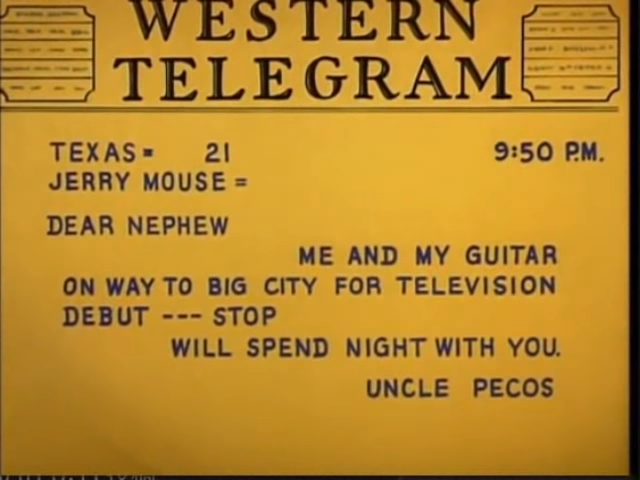 WESTERN
TELEGRAM
TEXAS= 21 9:50 P.M.
JERRY MOUSE =
DEAR NEPHEW
ME AND MY GUITAR
ON WAY TO BIG CITY FOR TELEVISION
DEBUT --- STOP
WILL SPEND NIGHT WITH YOU.
UNCLE PECOS